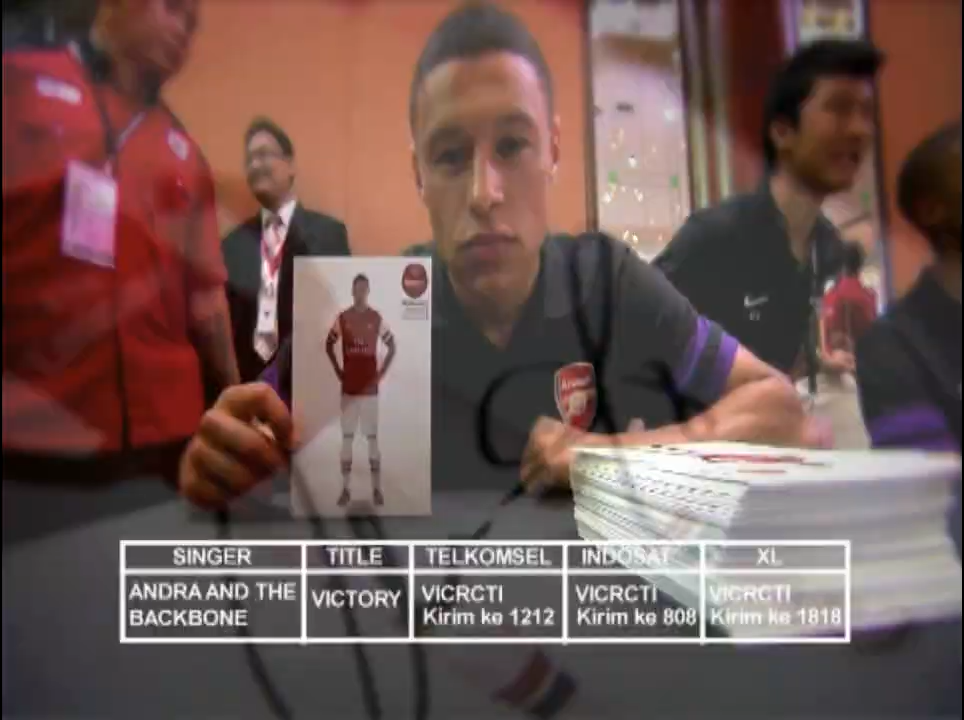 SINGER TITLE TELKOMSEL INDOSAT XL
ANDRA AND THE BACKBONE VICTORY VICRCTI Kirim ke 1212 VICRCTI Kirim ke 808 VICRCTI Kirim ke 1818
Arsenal